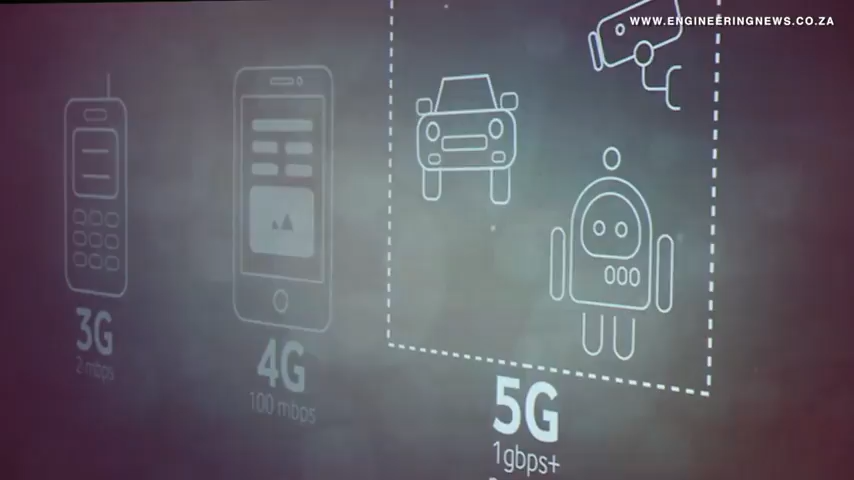 WWW.ENGINEERINGNEWS.CO.ZA
3G
2 mbps
4G
100 mbps
5G
1gbps+